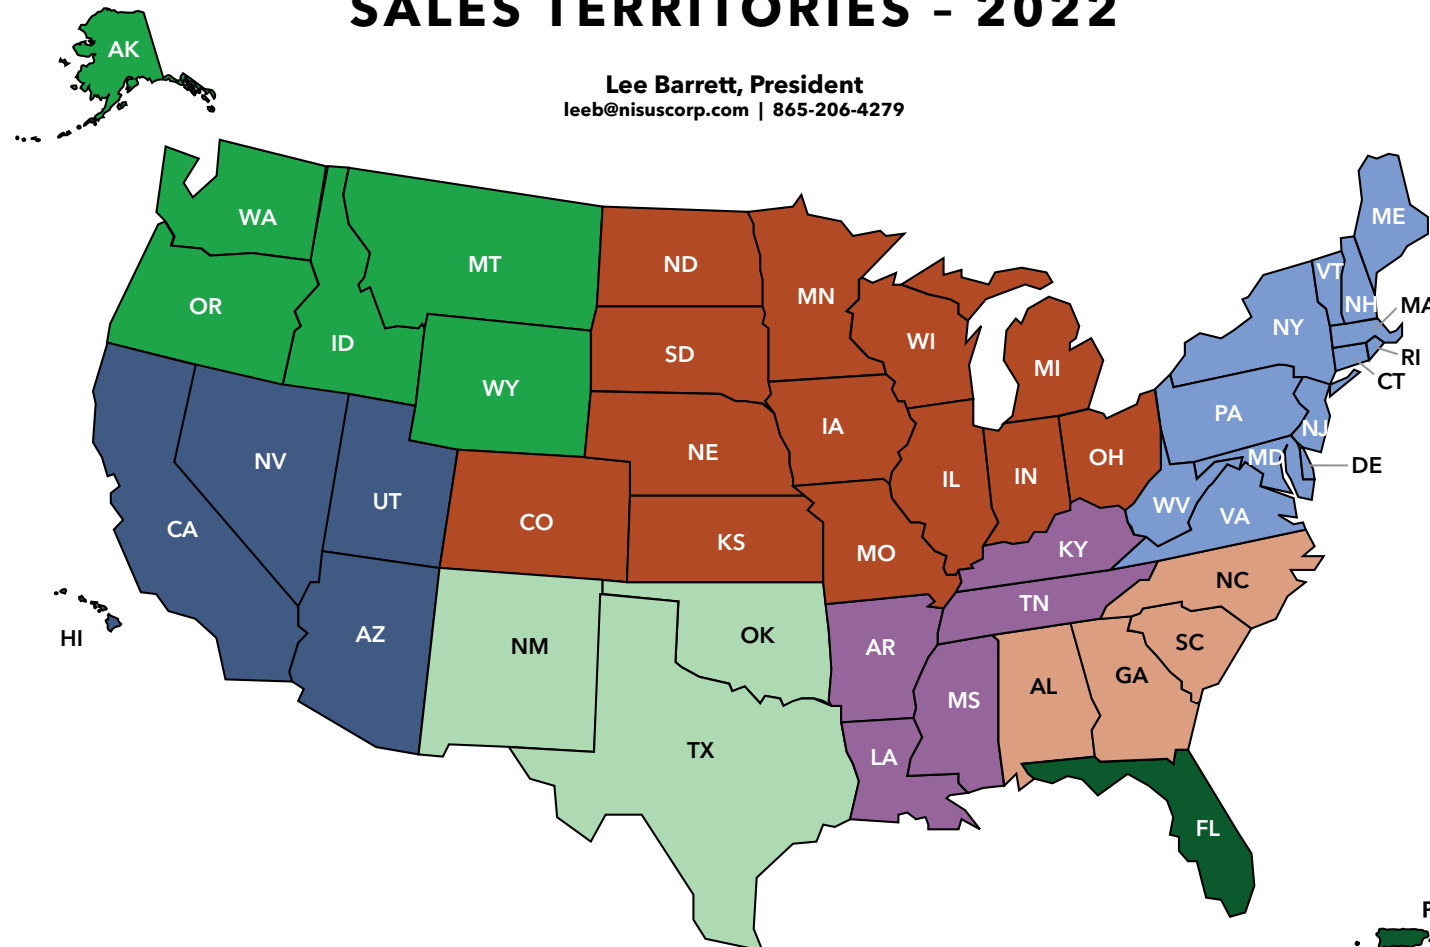 SALES TERRITORIES – 2022
AK
Lee Barrett, President
leeb@nisuscorp.com | 865-206-4279
WA
ME
MT
ND
VT
MN
NH
OR
NY
WI
ID
SD
RI
MI
WY
CT
PA
IA
NJ
NE
OH
MD
DE
NV
IN
IL
UT
WV
VA
CO
CA
KS
MO
KY
NC
TN
HI
AZ
OK
SC
NM
AR
GA
AL
MS
TX
LA
FL